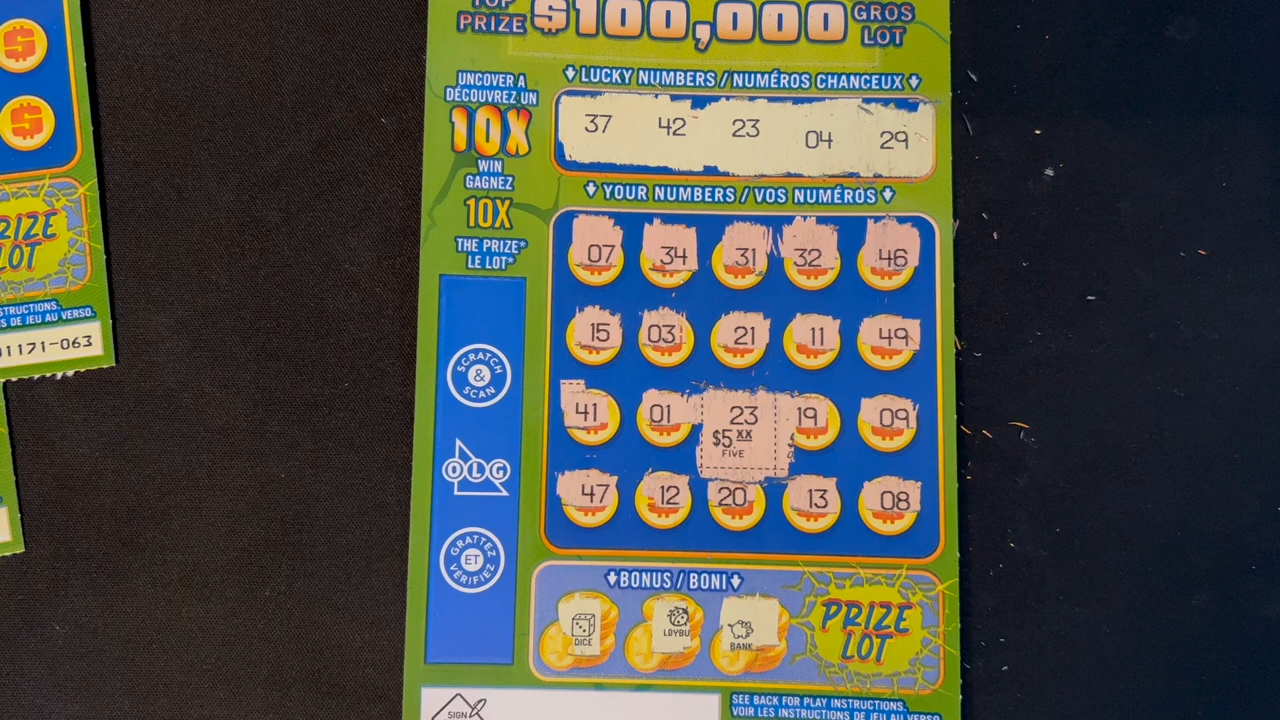 TOP PRIZE $100,000 GROS LOT
UNCOVER A
DÉCOUVREZ UN
10X
WIN
GAGNEZ
10X
THE PRIZE*
LE LOT*
SCRATCH & SCAN
OLG
GRATTEZ ET VÉRIFIEZ
LUCKY NUMBERS / NUMÉROS CHANCEUX
37 42 23 04 29
YOUR NUMBERS / VOS NUMÉROS
07 34 31 32 46
15 03 21 11 49
41 01 23 19 09
$5.XX
FIVE
47 12 20 13 08
BONUS / BONI
DICE LDYBU BANK
PRIZE
LOT
SIGN
SEE BACK FOR PLAY INSTRUCTIONS.
VOIR LES INSTRUCTIONS DE JEU AU VERSO.
$
$
RIZE
LOT
STRUCTIONS.
S DE JEU AU VERSO.
01171-063